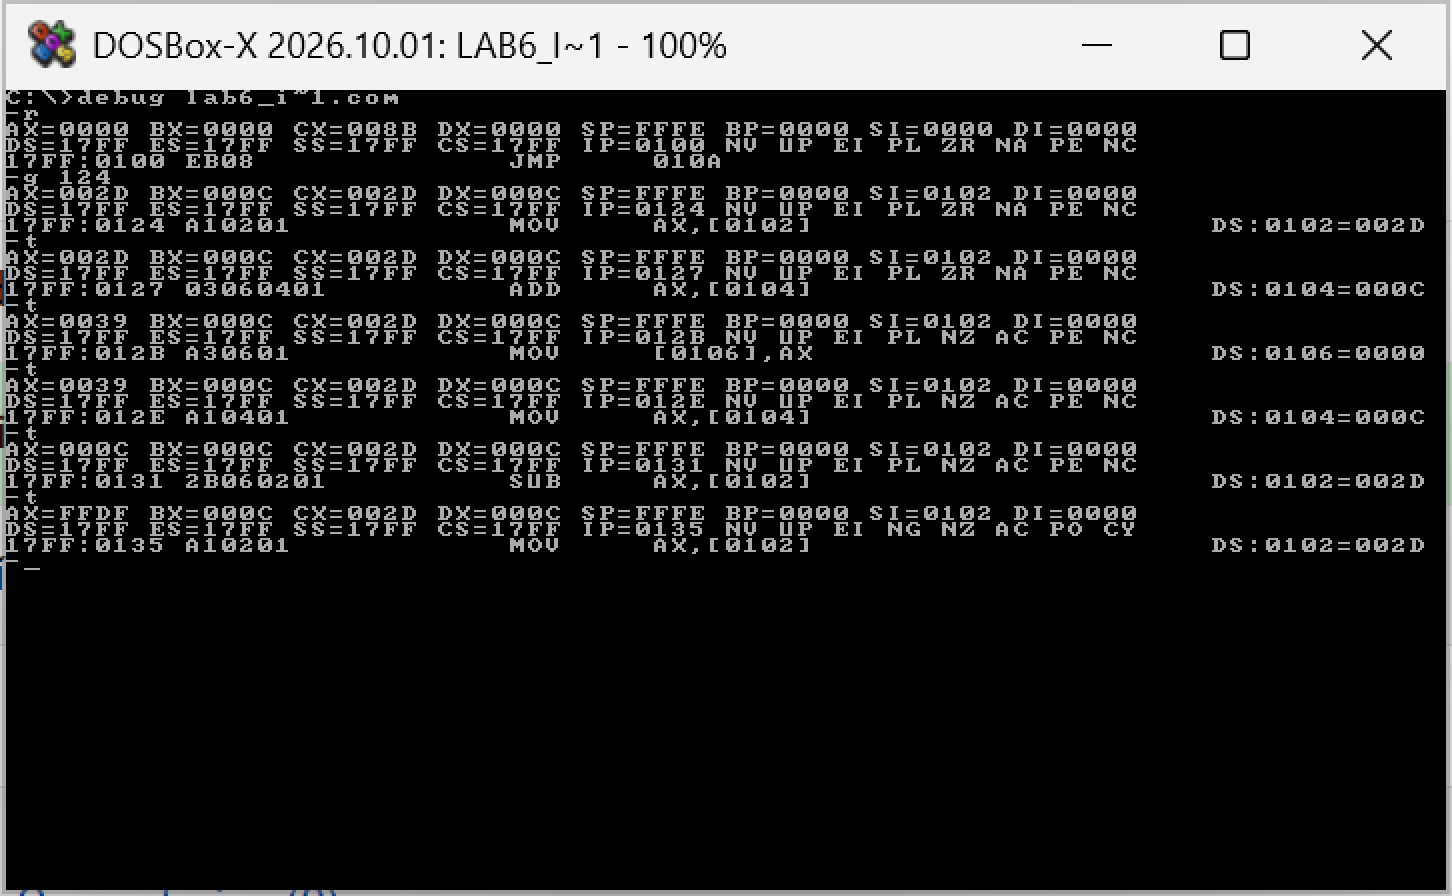 DOSBox-X 2026.10.01: LAB6_I~1 - 100%
C:\>debug lab6_i~1.com
-r
AX=0000 BX=0000 CX=008B DX=0000 SP=FFFE BP=0000 SI=0000 DI=0000
DS=17FF ES=17FF SS=17FF CS=17FF IP=0100 NV UP EI PL ZR NA PE NC
17FF:0100 EB08 JMP 010A
-g 124
AX=002D BX=000C CX=002D DX=000C SP=FFFE BP=0000 SI=0102 DI=0000
DS=17FF ES=17FF SS=17FF CS=17FF IP=0124 NV UP EI PL ZR NA PE NC
17FF:0124 A10201 MOV AX,[0102] DS:0102=002D
-t
AX=002D BX=000C CX=002D DX=000C SP=FFFE BP=0000 SI=0102 DI=0000
DS=17FF ES=17FF SS=17FF CS=17FF IP=0127 NV UP EI PL ZR NA PE NC
17FF:0127 03060401 ADD AX,[0104] DS:0104=000C
-t
AX=0039 BX=000C CX=002D DX=000C SP=FFFE BP=0000 SI=0102 DI=0000
DS=17FF ES=17FF SS=17FF CS=17FF IP=012B NV UP EI PL NZ AC PE NC
17FF:012B A30601 MOV [0106],AX DS:0106=0000
-t
AX=0039 BX=000C CX=002D DX=000C SP=FFFE BP=0000 SI=0102 DI=0000
DS=17FF ES=17FF SS=17FF CS=17FF IP=012E NV UP EI PL NZ AC PE NC
17FF:012E A10401 MOV AX,[0104] DS:0104=000C
-t
AX=000C BX=000C CX=002D DX=000C SP=FFFE BP=0000 SI=0102 DI=0000
DS=17FF ES=17FF SS=17FF CS=17FF IP=0131 NV UP EI PL NZ AC PE NC
17FF:0131 2B060201 SUB AX,[0102] DS:0102=002D
-t
AX=FFDF BX=000C CX=002D DX=000C SP=FFFE BP=0000 SI=0102 DI=0000
DS=17FF ES=17FF SS=17FF CS=17FF IP=0135 NV UP EI NG NZ AC PO CY
17FF:0135 A10201 MOV AX,[0102] DS:0102=002D
-_